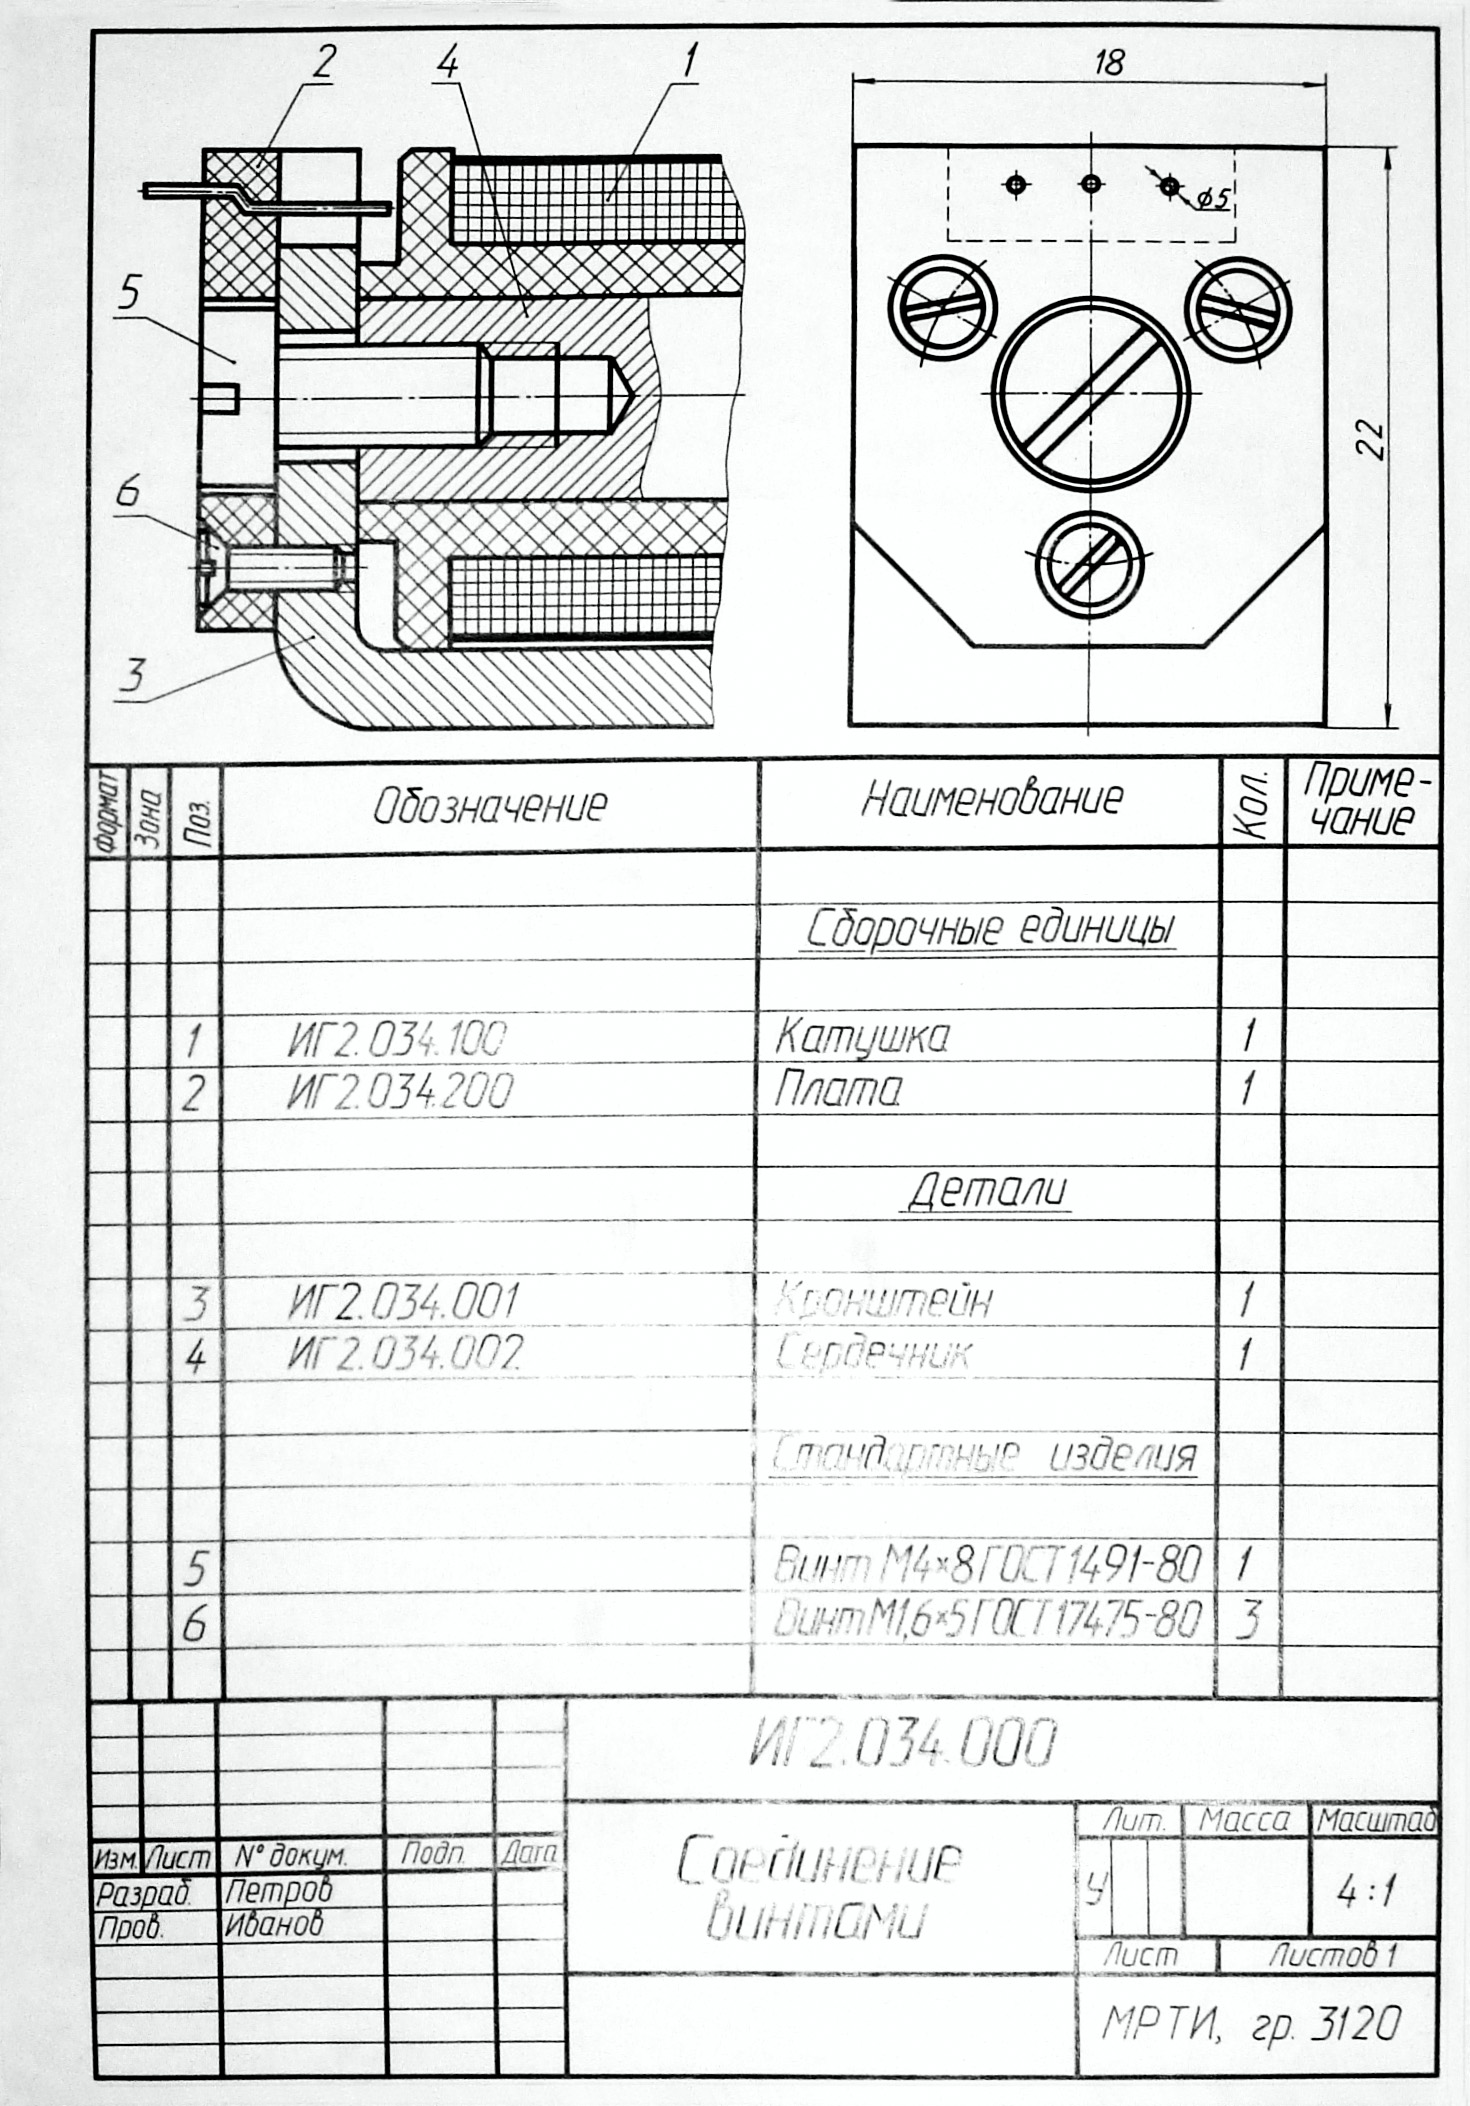 2 4 1
18
ϕ5
5
22
6
3
Формат Зона Поз. Обозначение Наименование Кол. Приме-
чание
Сборочные единицы
1 ИГ2.034.100 Катушка 1
2 ИГ2.034.200 Плата 1
Детали
3 ИГ2.034.001 Кронштейн 1
4 ИГ2.034.002 Сердечник 1
Стандартные изделия
5 Винт М4×8 ГОСТ 1491-80 1
6 Винт М1,6×5 ГОСТ 17475-80 3
ИГ2.034.000
Соединение
винтами
Лит. Масса Масштаб
У 4:1
Лист Листов 1
МРТИ, гр. 3120
Изм. Лист N° докум. Подп. Дата
Разраб. Петров
Пров. Иванов